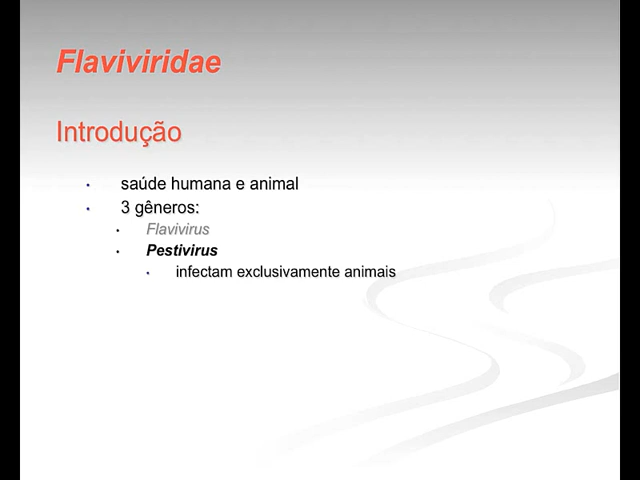 Flaviviridae
Introdução
• saúde humana e animal
• 3 gêneros:
• Flavivirus
• Pestivirus
• infectam exclusivamente animais